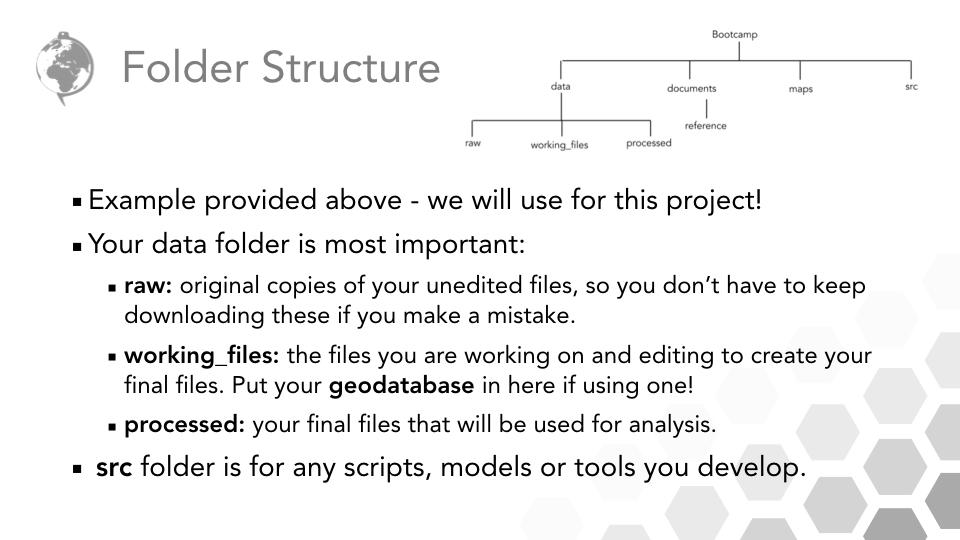 Folder Structure
Bootcamp
data
documents
maps
src
reference
raw
working_files
processed
▪ Example provided above - we will use for this project!
▪ Your data folder is most important:
▪ raw: original copies of your unedited files, so you don’t have to keep
downloading these if you make a mistake.
▪ working_files: the files you are working on and editing to create your
final files. Put your geodatabase in here if using one!
▪ processed: your final files that will be used for analysis.
▪ src folder is for any scripts, models or tools you develop.